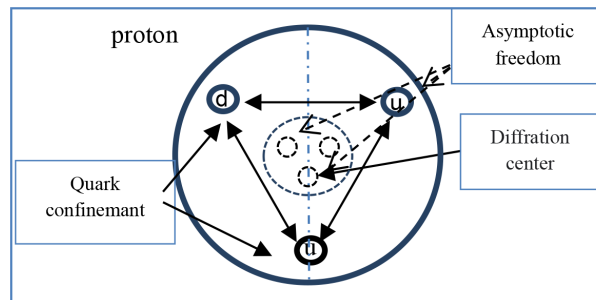 proton
Asymptotic
freedom
d
u
Diffration
center
Quark
confinemant
u